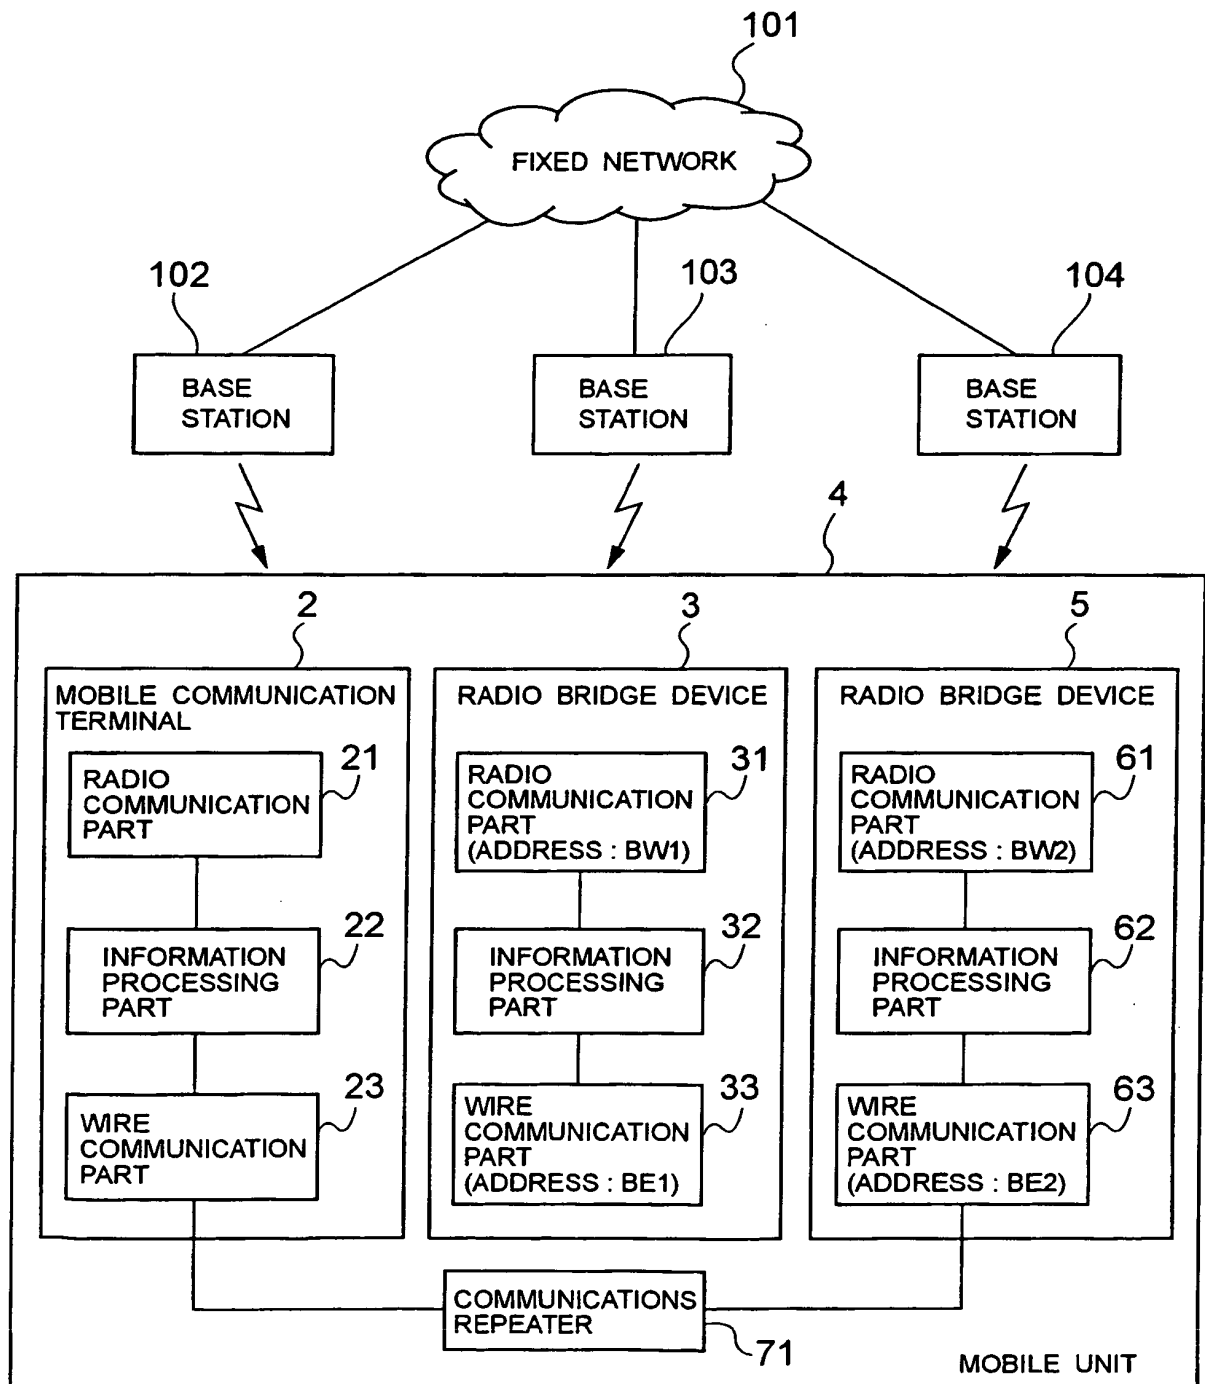 101
FIXED NETWORK
102
103
104
BASE
STATION
BASE
STATION
BASE
STATION
4
2
3
5
MOBILE COMMUNICATION
TERMINAL
RADIO BRIDGE DEVICE
RADIO BRIDGE DEVICE
21
RADIO
COMMUNICATION
PART
31
RADIO
COMMUNICATION
PART
(ADDRESS : BW1)
61
RADIO
COMMUNICATION
PART
(ADDRESS : BW2)
22
INFORMATION
PROCESSING
PART
32
INFORMATION
PROCESSING
PART
62
INFORMATION
PROCESSING
PART
23
WIRE
COMMUNICATION
PART
33
WIRE
COMMUNICATION
PART
(ADDRESS : BE1)
63
WIRE
COMMUNICATION
PART
(ADDRESS : BE2)
COMMUNICATIONS
REPEATER
71
MOBILE UNIT